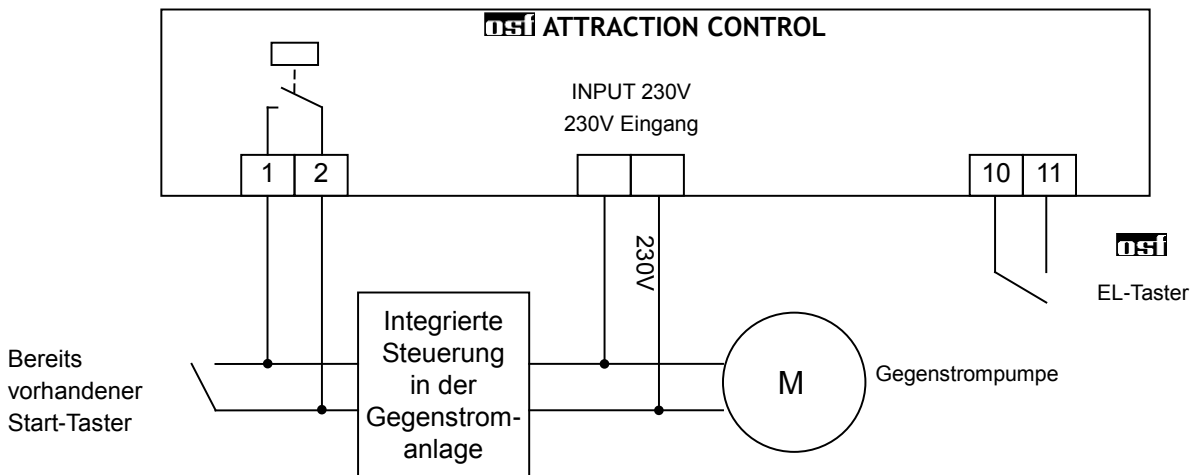 osf ATTRACTION CONTROL
INPUT 230V
230V Eingang
1 2
10 11
230V
osf
EL-Taster
Bereits
vorhandener
Start-Taster
Integrierte
Steuerung
in der
Gegenstrom-
anlage
M
Gegenstrompumpe